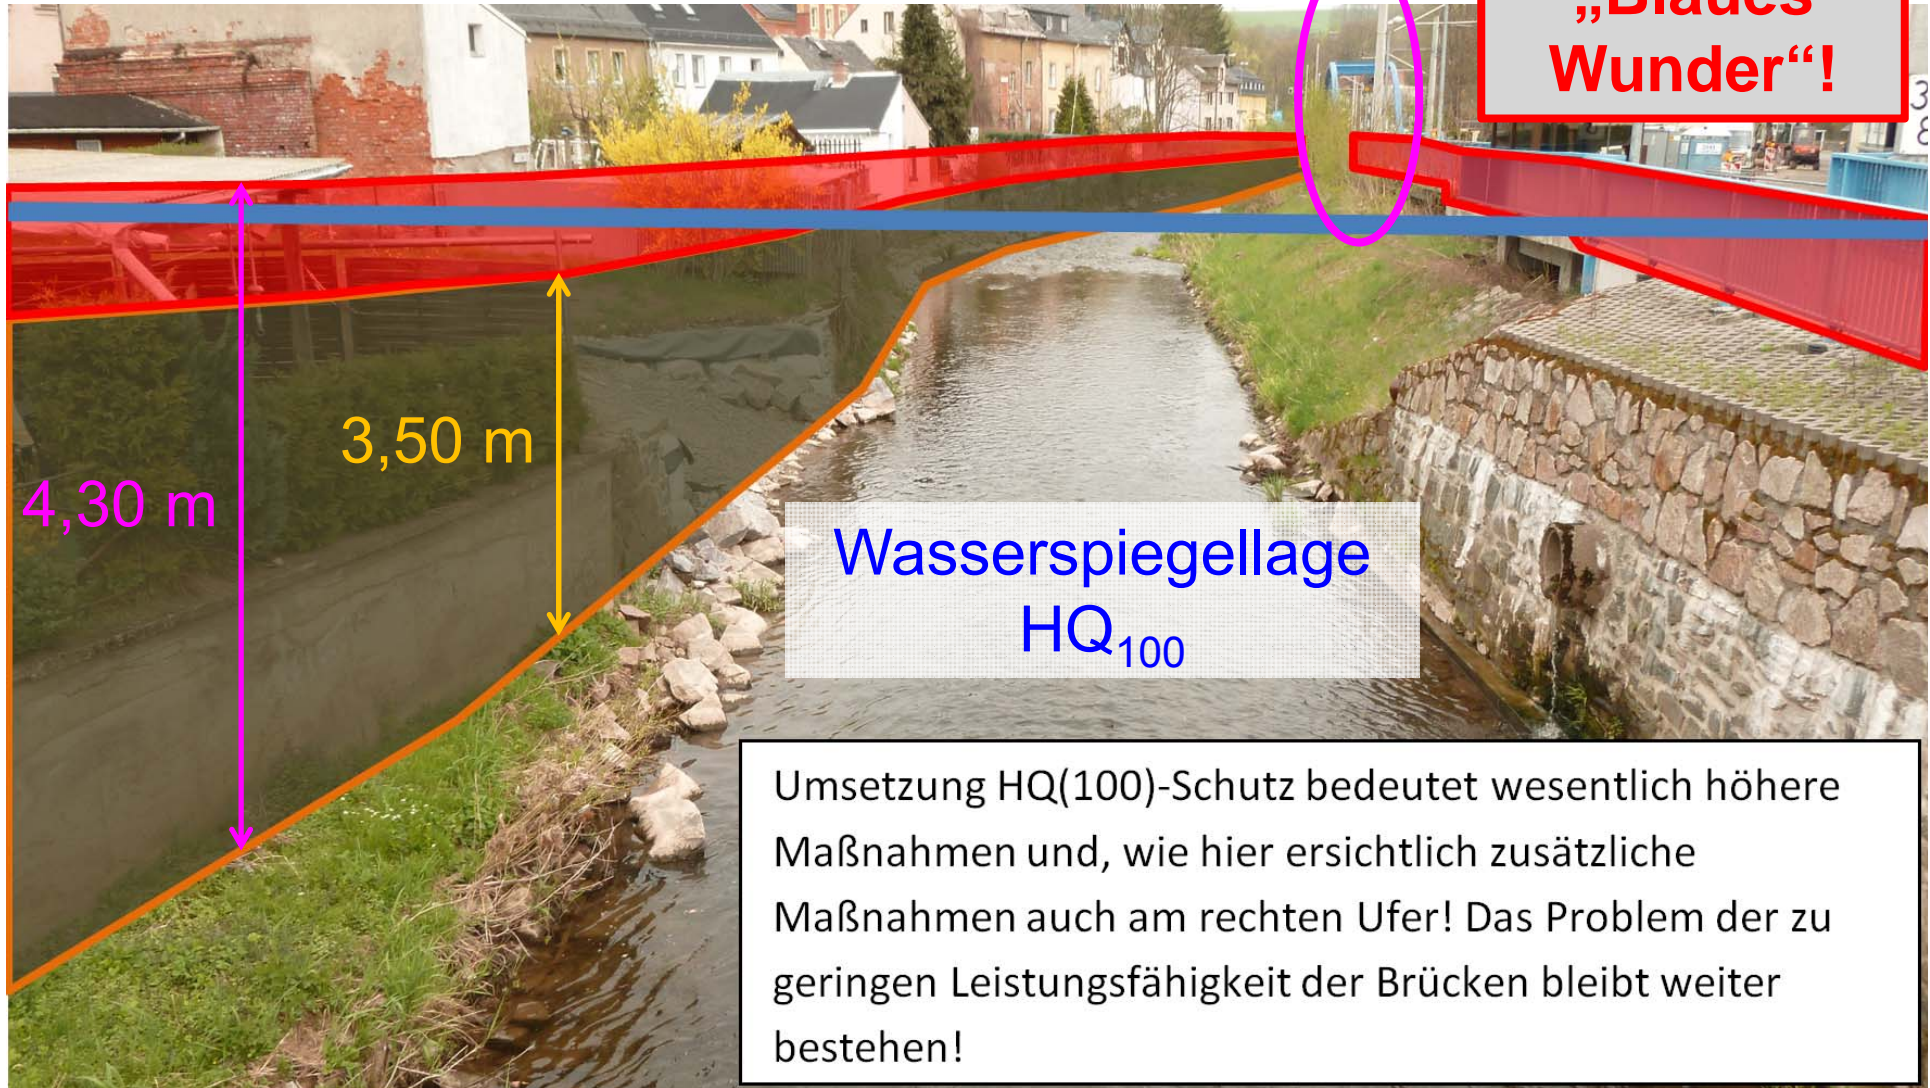 „Blaues
Wunder“!
3,50 m
4,30 m
Wasserspiegellage
HQ₁₀₀
Umsetzung HQ(100)-Schutz bedeutet wesentlich höhere
Maßnahmen und, wie hier ersichtlich zusätzliche
Maßnahmen auch am rechten Ufer! Das Problem der zu
geringen Leistungsfähigkeit der Brücken bleibt weiter
bestehen!